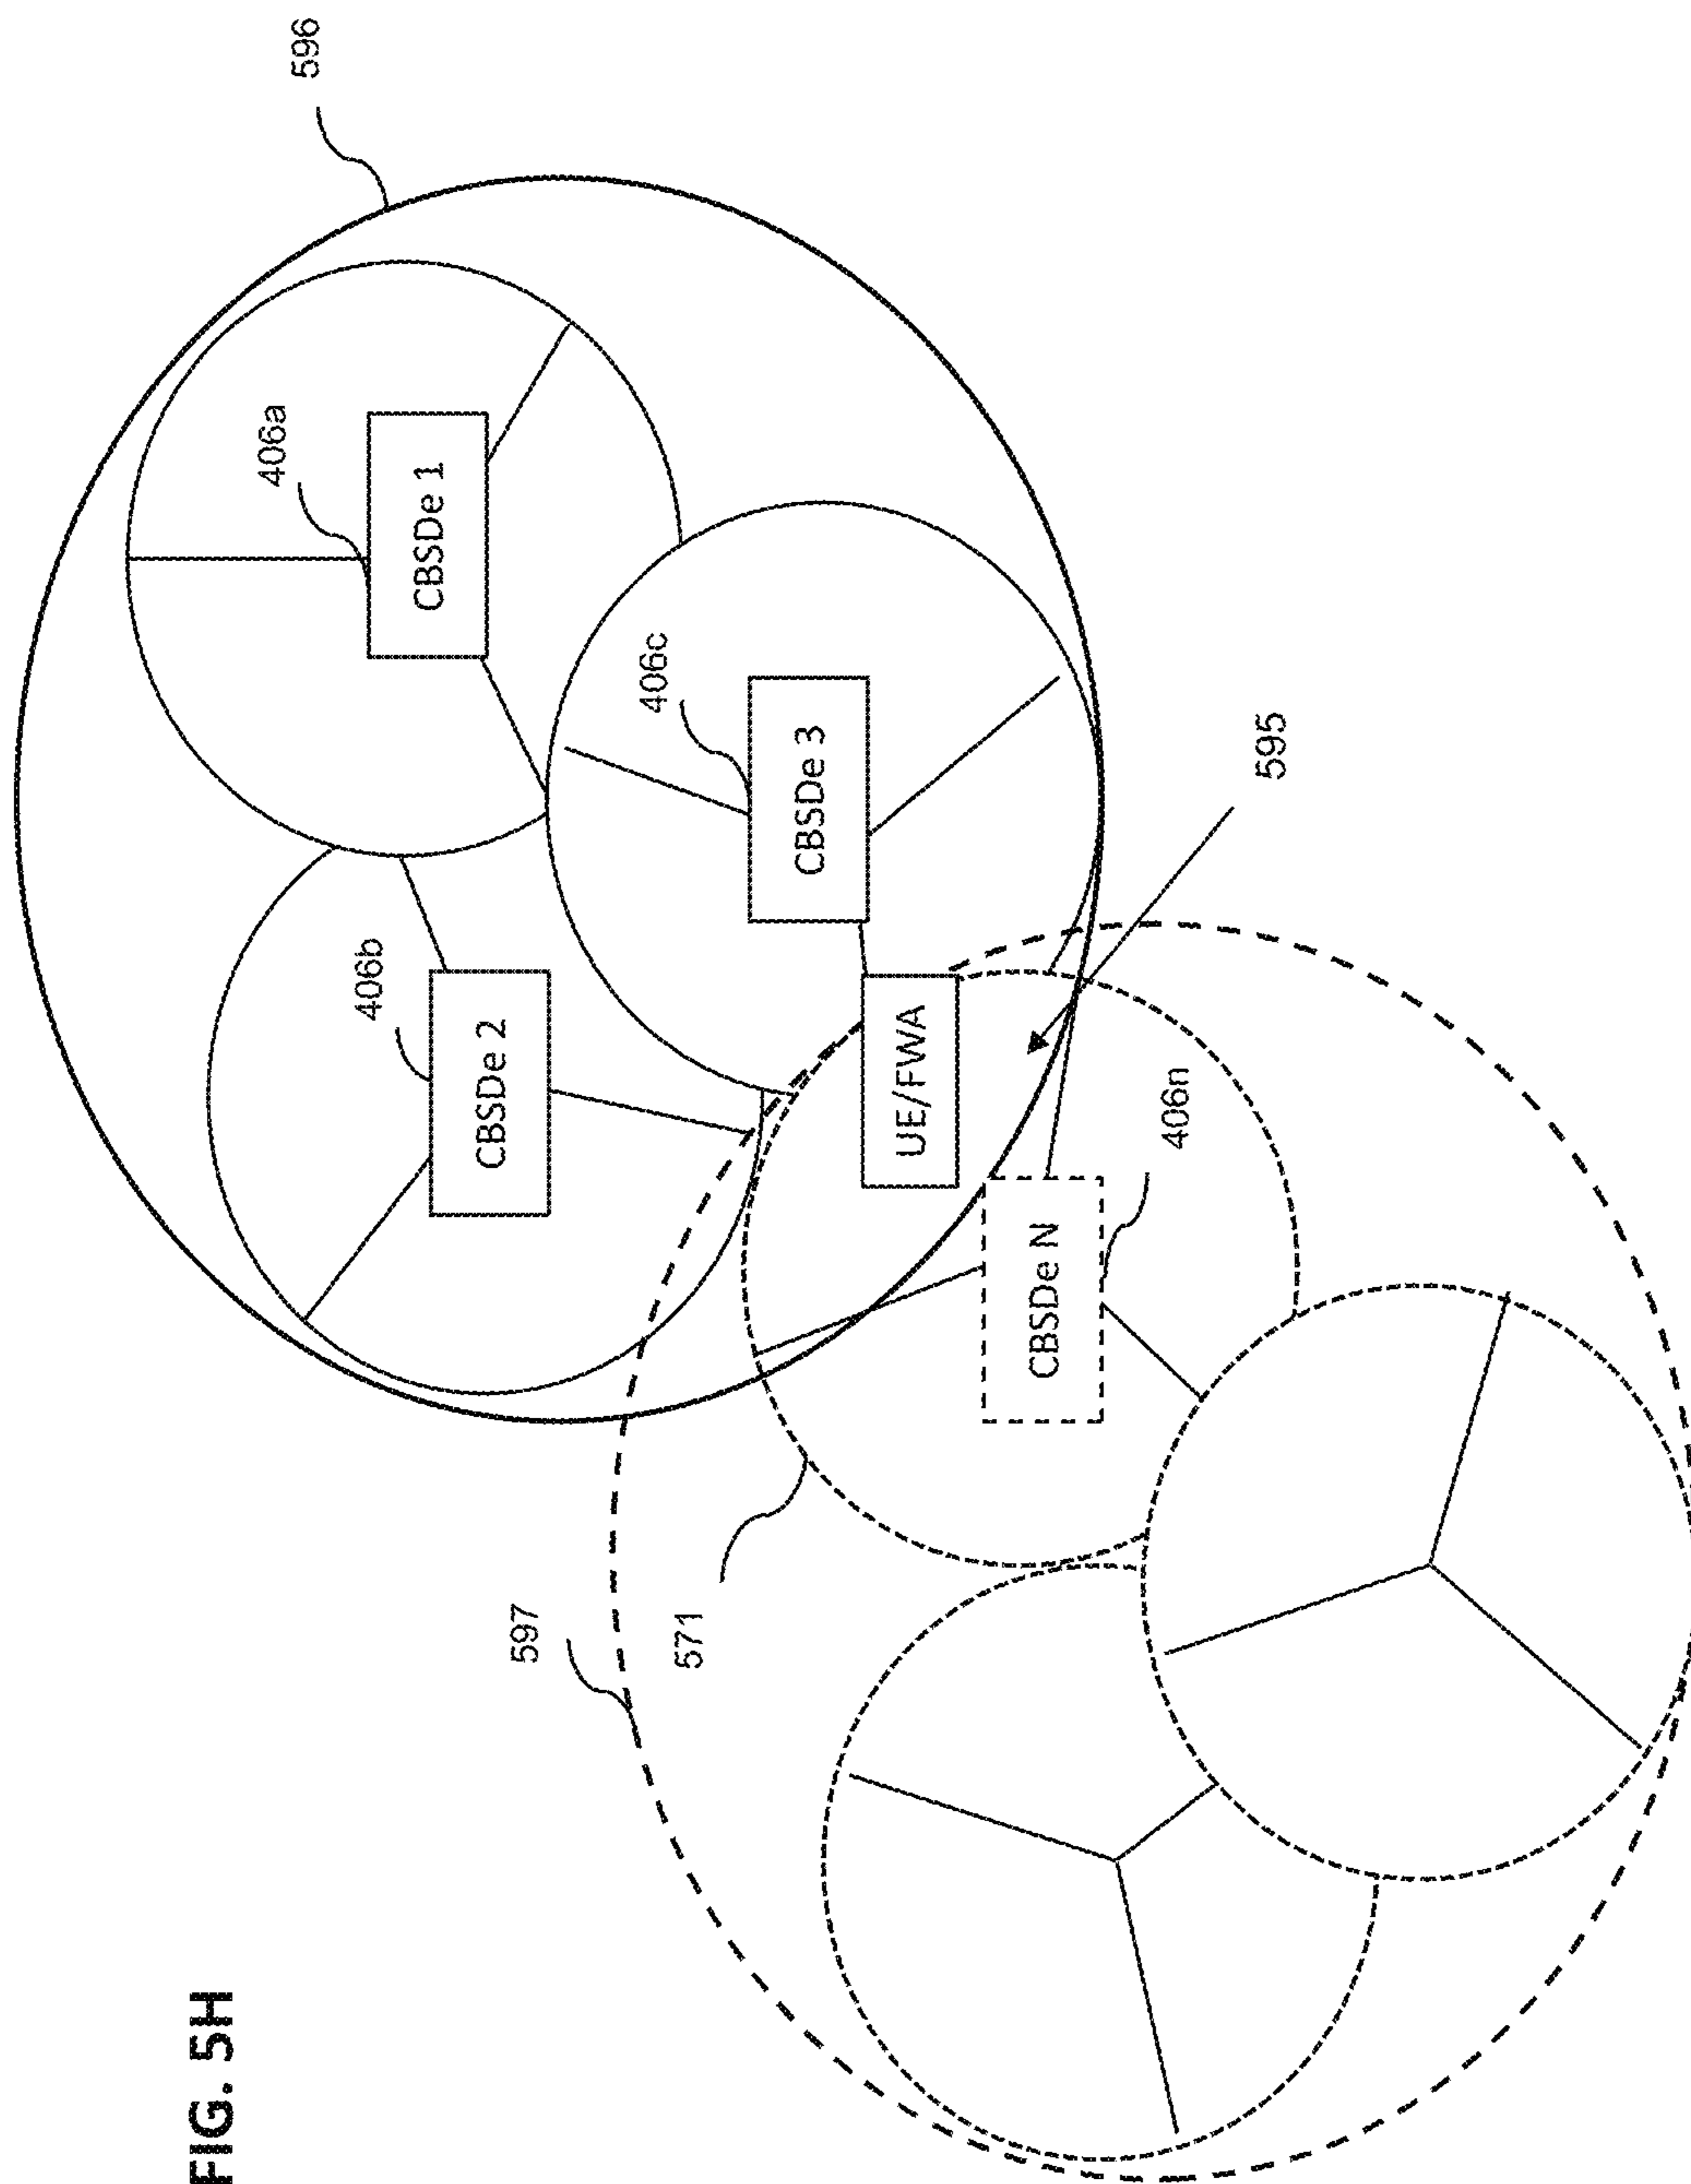 FIG. 5H
596
406a
CBSDe 1
406b
CBSDe 2
406c
CBSDe 3
UE/FWA
595
597
571
CBSDe N
406n